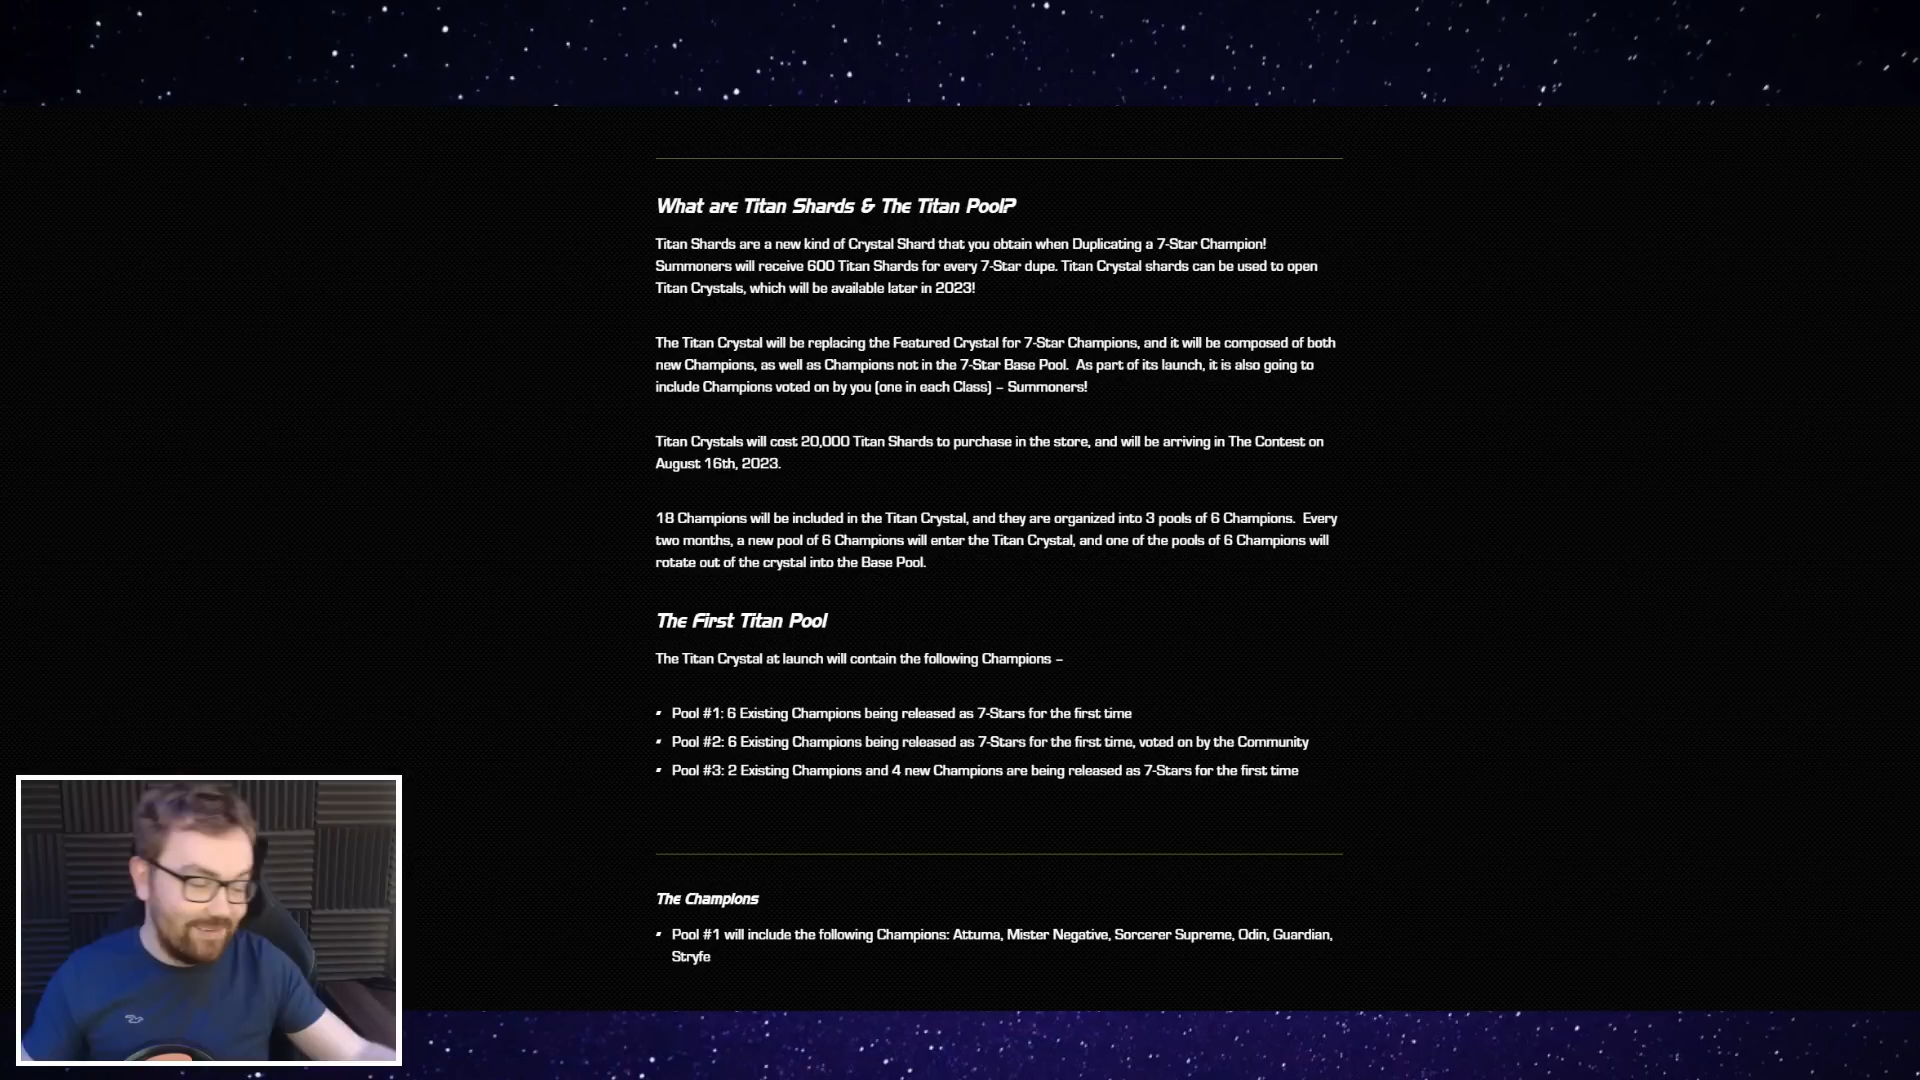 What are Titan Shards & The Titan Pool?
Titan Shards are a new kind of Crystal Shard that you obtain when Duplicating a 7-Star Champion!
Summoners will receive 600 Titan Shards for every 7-Star dupe. Titan Crystal shards can be used to open
Titan Crystals, which will be available later in 2023!
The Titan Crystal will be replacing the Featured Crystal for 7-Star Champions, and it will be composed of both
new Champions, as well as Champions not in the 7-Star Base Pool. As part of its launch, it is also going to
include Champions voted on by you (one in each Class) – Summoners!
Titan Crystals will cost 20,000 Titan Shards to purchase in the store, and will be arriving in The Contest on
August 16th, 2023.
18 Champions will be included in the Titan Crystal, and they are organized into 3 pools of 6 Champions. Every
two months, a new pool of 6 Champions will enter the Titan Crystal, and one of the pools of 6 Champions will
rotate out of the crystal into the Base Pool.
The First Titan Pool
The Titan Crystal at launch will contain the following Champions –
Pool #1: 6 Existing Champions being released as 7-Stars for the first time
Pool #2: 6 Existing Champions being released as 7-Stars for the first time, voted on by the Community
Pool #3: 2 Existing Champions and 4 new Champions are being released as 7-Stars for the first time
The Champions
Pool #1 will include the following Champions: Attuma, Mister Negative, Sorcerer Supreme, Odin, Guardian,
Stryfe